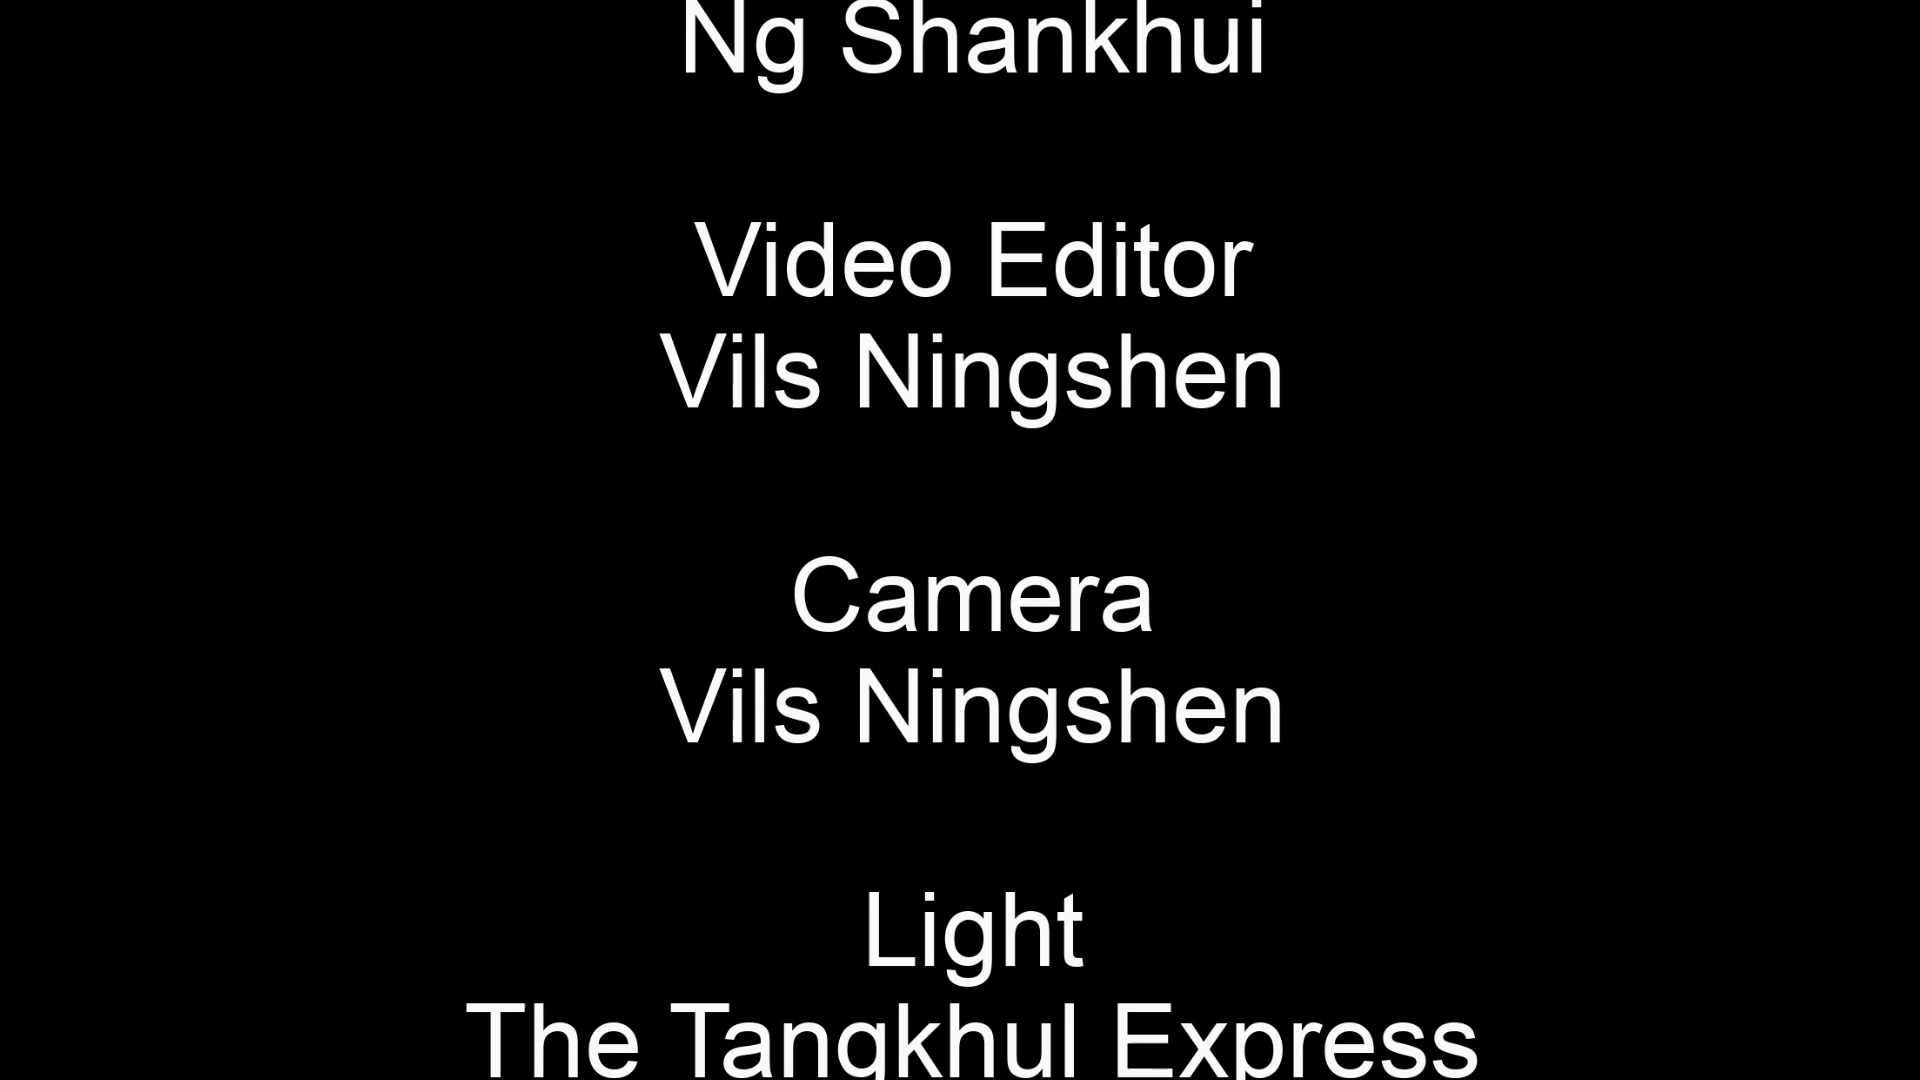 Ng Shankhui
Video Editor
Vils Ningshen
Camera
Vils Ningshen
Light
The Tangkhul Express